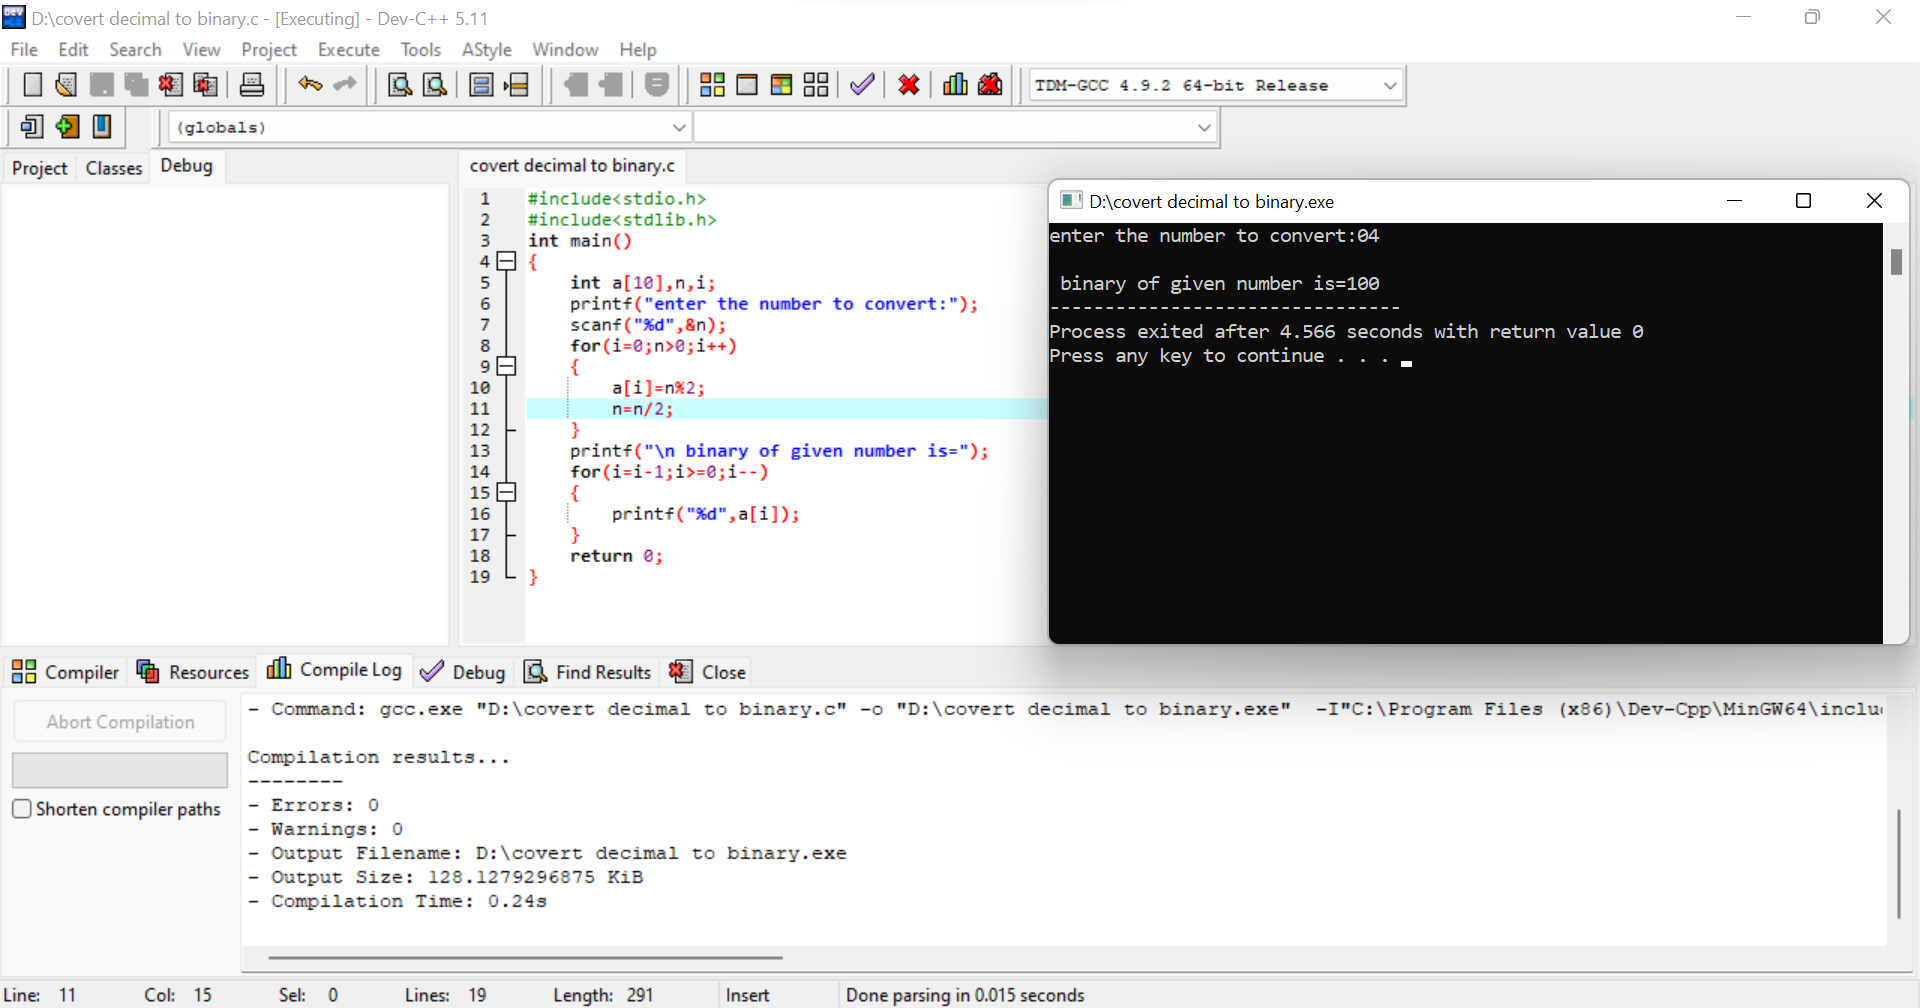 D:\covert decimal to binary.c - [Executing] - Dev-C++ 5.11
File Edit Search View Project Execute Tools AStyle Window Help
TDM-GCC 4.9.2 64-bit Release
(globals)
Project Classes Debug
covert decimal to binary.c
1 #include<stdio.h>
2 #include<stdlib.h>
3 int main()
4 {
5 int a[10],n,i;
6 printf("enter the number to convert:");
7 scanf("%d",&n);
8 for(i=0;n>0;i++)
9 {
10 a[i]=n%2;
11 n=n/2;
12 }
13 printf("\n binary of given number is=");
14 for(i=i-1;i>=0;i--)
15 {
16 printf("%d",a[i]);
17 }
18 return 0;
19 }
D:\covert decimal to binary.exe
enter the number to convert:04
binary of given number is=100
--------------------------------
Process exited after 4.566 seconds with return value 0
Press any key to continue . . .
Compiler Resources Compile Log Debug Find Results Close
Abort Compilation
Shorten compiler paths
- Command: gcc.exe "D:\covert decimal to binary.c" -o "D:\covert decimal to binary.exe" -I"C:\Program Files (x86)\Dev-Cpp\MinGW64\inclu
Compilation results...
--------
- Errors: 0
- Warnings: 0
- Output Filename: D:\covert decimal to binary.exe
- Output Size: 128.1279296875 KiB
- Compilation Time: 0.24s
Line: 11 Col: 15 Sel: 0 Lines: 19 Length: 291 Insert Done parsing in 0.015 seconds